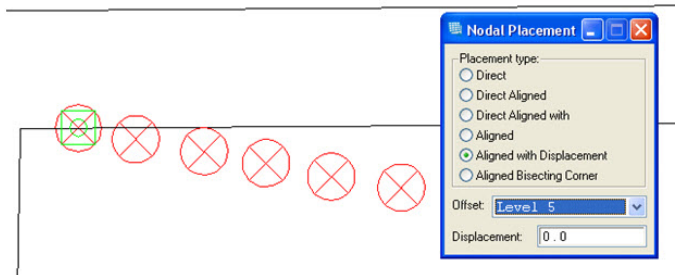 Nodal Placement
Placement type:
Direct
Direct Aligned
Direct Aligned with
Aligned
Aligned with Displacement
Aligned Bisecting Corner
Offset: Level 5
Displacement: 0.0